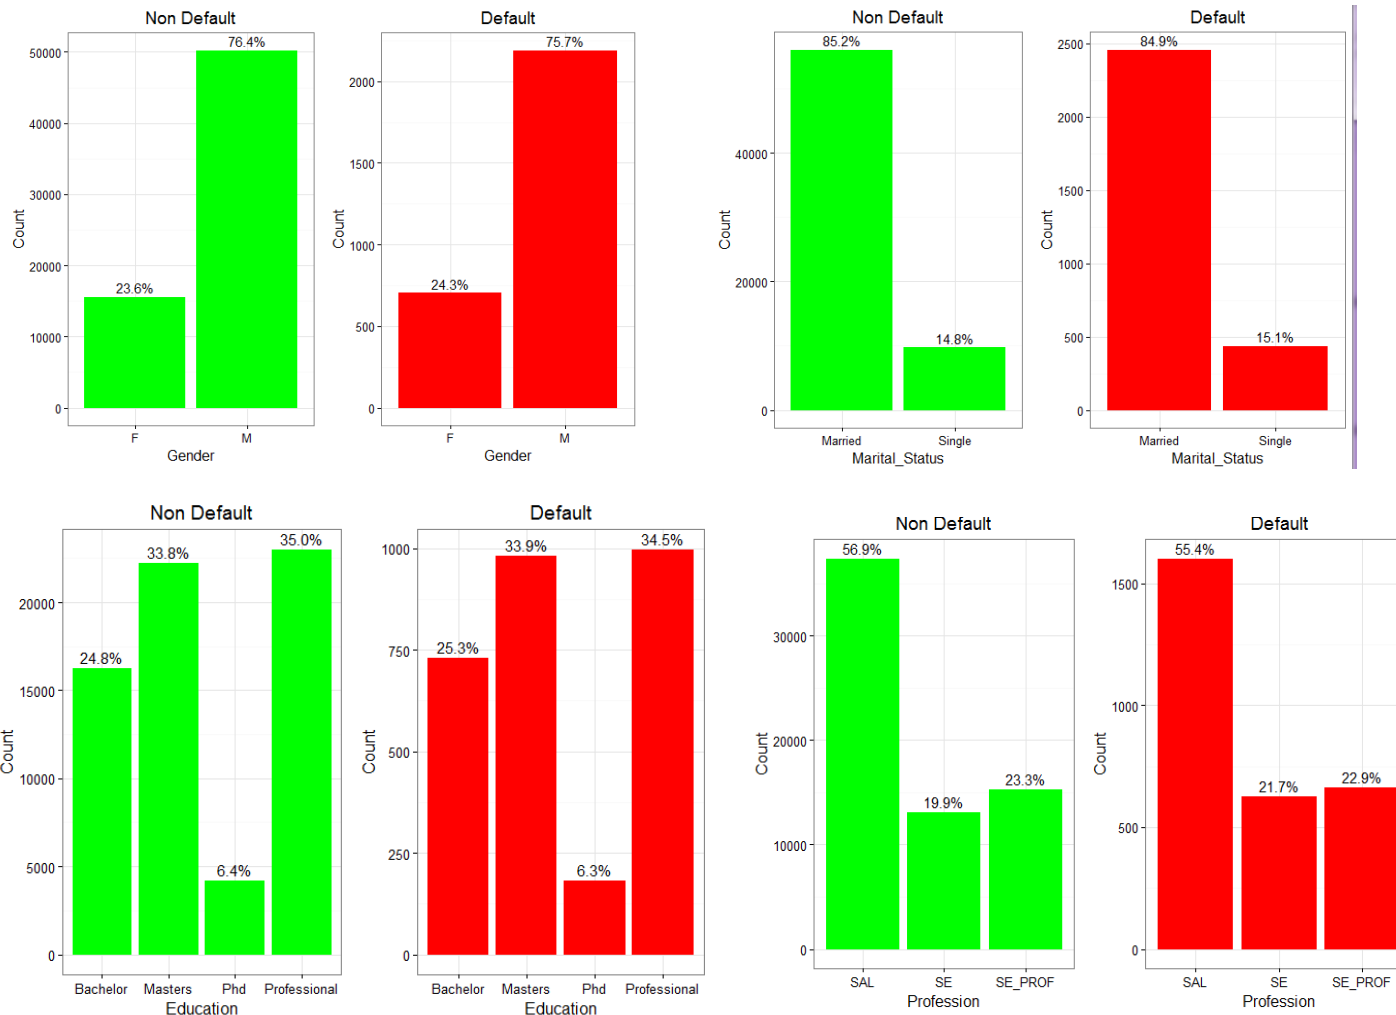 Non Default
50000
40000
30000
20000
10000
0
Count
23.6%
76.4%
F
M
Gender
Default
2000
1500
1000
500
0
Count
24.3%
75.7%
F
M
Gender
Non Default
40000
20000
0
Count
85.2%
14.8%
Married
Single
Marital_Status
Default
2500
2000
1500
1000
500
0
Count
84.9%
15.1%
Married
Single
Marital_Status
Non Default
20000
15000
10000
5000
0
Count
24.8%
33.8%
6.4%
35.0%
Bachelor
Masters
Phd
Professional
Education
Default
1000
750
500
250
0
Count
25.3%
33.9%
6.3%
34.5%
Bachelor
Masters
Phd
Professional
Education
Non Default
30000
20000
10000
0
Count
56.9%
19.9%
23.3%
SAL
SE
SE_PROF
Profession
Default
1500
1000
500
0
Count
55.4%
21.7%
22.9%
SAL
SE
SE_PROF
Profession